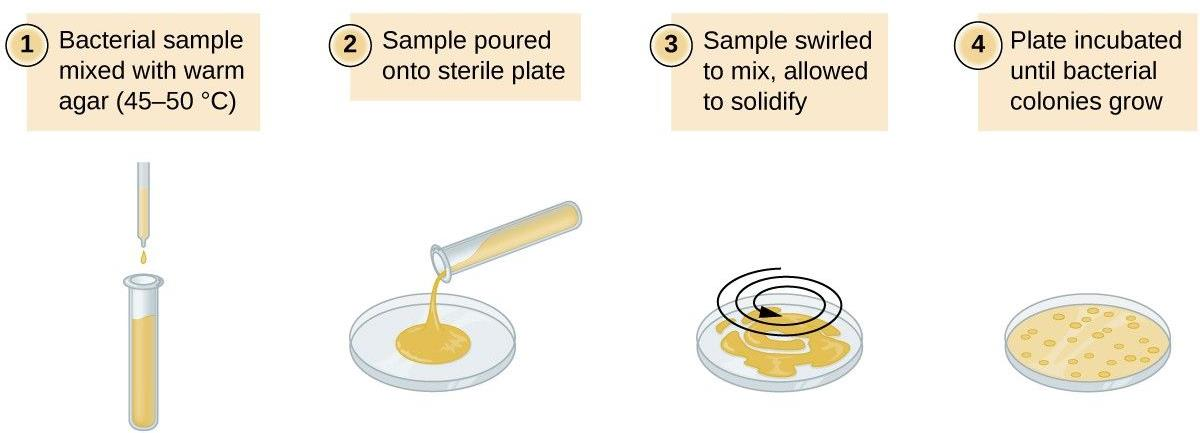 1
Bacterial sample
mixed with warm
agar (45–50 °C)
2
Sample poured
onto sterile plate
3
Sample swirled
to mix, allowed
to solidify
4
Plate incubated
until bacterial
colonies grow